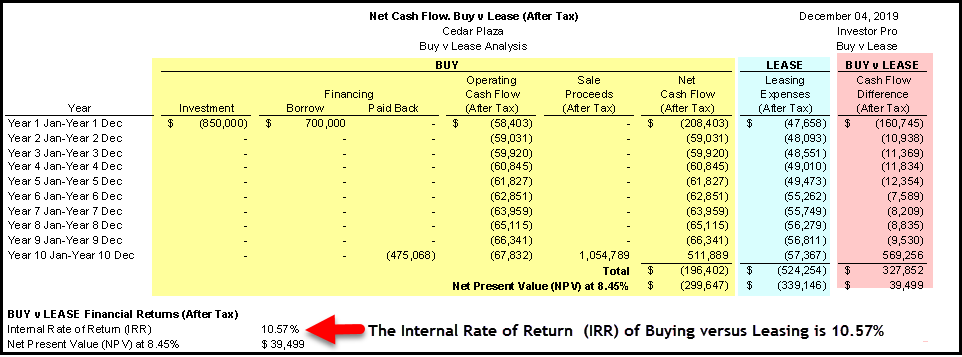 Net Cash Flow. Buy v Lease (After Tax) December 04, 2019
Cedar Plaza Investor Pro
Buy v Lease Analysis Buy v Lease
BUY LEASE BUY v LEASE
Operating Sale Net Leasing Cash Flow
Financing Cash Flow Proceeds Cash Flow Expenses Difference
Year Investment Borrow Paid Back (After Tax) (After Tax) (After Tax) (After Tax) (After Tax)
Year 1 Jan-Year 1 Dec $ (850,000) $ 700,000 - $ (58,403) - $ (208,403) $ (47,658) $ (160,745)
Year 2 Jan-Year 2 Dec - - - (59,031) - (59,031) (48,093) (10,938)
Year 3 Jan-Year 3 Dec - - - (59,920) - (59,920) (48,551) (11,369)
Year 4 Jan-Year 4 Dec - - - (60,845) - (60,845) (49,010) (11,834)
Year 5 Jan-Year 5 Dec - - - (61,827) - (61,827) (49,473) (12,354)
Year 6 Jan-Year 6 Dec - - - (62,851) - (62,851) (55,262) (7,589)
Year 7 Jan-Year 7 Dec - - - (63,959) - (63,959) (55,749) (8,209)
Year 8 Jan-Year 8 Dec - - - (65,115) - (65,115) (56,279) (8,835)
Year 9 Jan-Year 9 Dec - - - (66,341) - (66,341) (56,811) (9,530)
Year 10 Jan-Year 10 Dec - - (475,068) (67,832) 1,054,789 511,889 (57,367) 569,256
Total $ (196,402) $ (524,254) $ 327,852
Net Present Value (NPV) at 8.45% $ (299,647) $ (339,146) $ 39,499
BUY v LEASE Financial Returns (After Tax)
Internal Rate of Return (IRR) 10.57% The Internal Rate of Return (IRR) of Buying versus Leasing is 10.57%
Net Present Value (NPV) at 8.45% $ 39,499